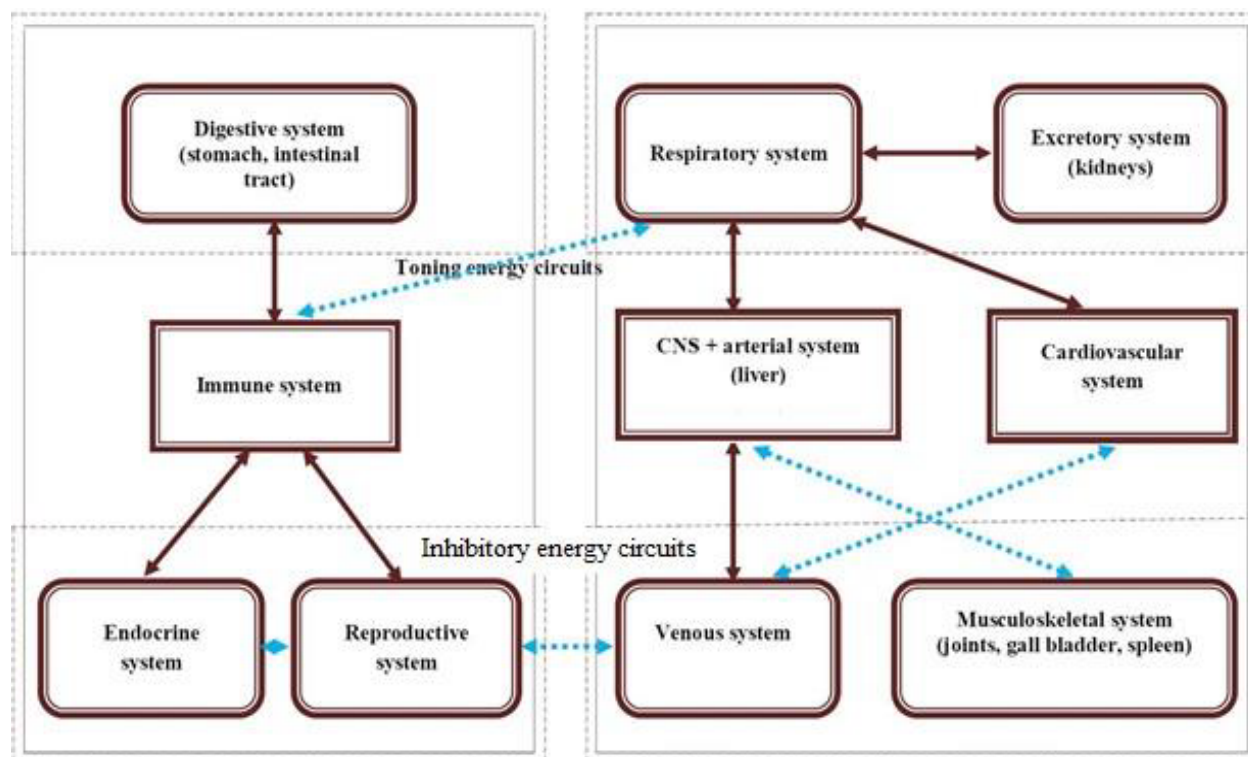 Digestive system
(stomach, intestinal
tract)
Respiratory system
Excretory system
(kidneys)
Toning energy circuits
Immune system
CNS + arterial system
(liver)
Cardiovascular
system
Inhibitory energy circuits
Endocrine
system
Reproductive
system
Venous system
Musculoskeletal system
(joints, gall bladder, spleen)